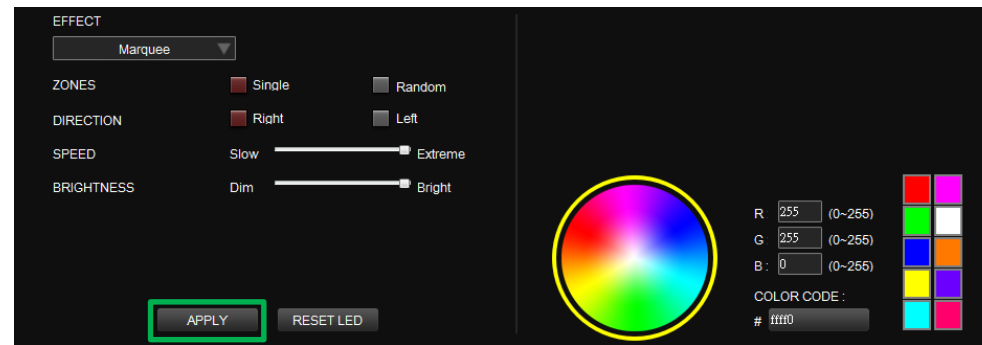 EFFECT
Marquee
ZONES Single Random
DIRECTION Right Left
SPEED Slow Extreme
BRIGHTNESS Dim Bright
APPLY RESET LED
R 255 (0~255)
G 255 (0~255)
B : 0 (0~255)
COLOR CODE :
# ffff0